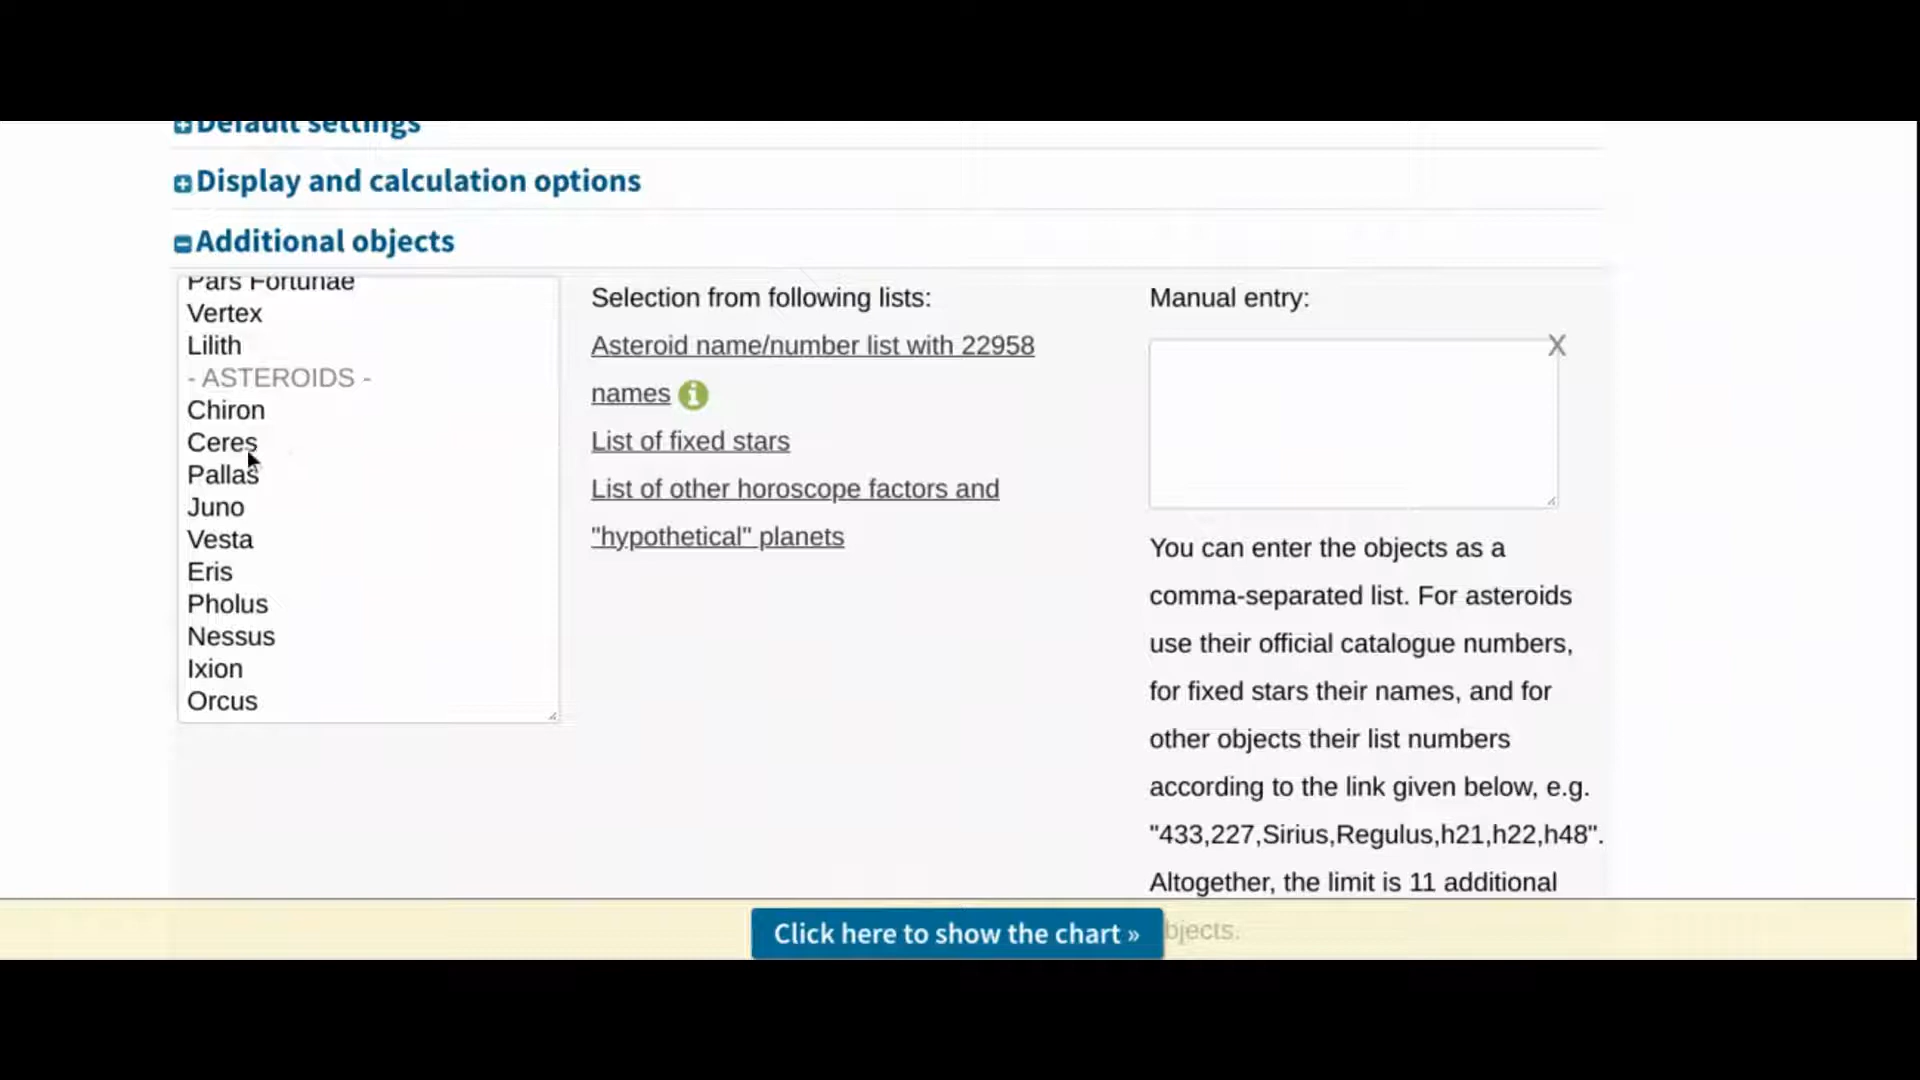 Default settings
Display and calculation options
Additional objects
Pars Fortunae
Vertex
Lilith
- ASTEROIDS -
Chiron
Ceres
Pallas
Juno
Vesta
Eris
Pholus
Nessus
Ixion
Orcus
Selection from following lists:
Asteroid name/number list with 22958
names
List of fixed stars
List of other horoscope factors and
"hypothetical" planets
Manual entry:
X
You can enter the objects as a
comma-separated list. For asteroids
use their official catalogue numbers,
for fixed stars their names, and for
other objects their list numbers
according to the link given below, e.g.
"433,227,Sirius,Regulus,h21,h22,h48".
Altogether, the limit is 11 additional
bjects.
Click here to show the chart »